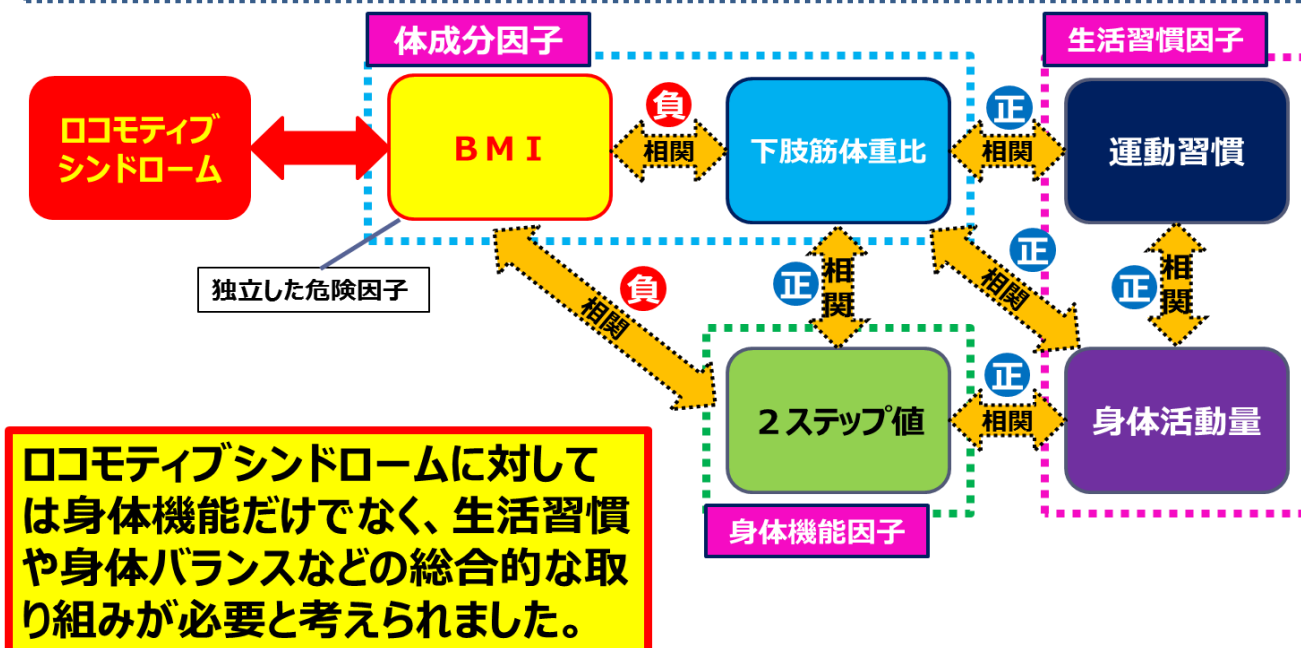 体成分因子
生活習慣因子
ロコモティブ
シンドローム
ＢＭＩ
負
相関
下肢筋体重比
正
相関
運動習慣
独立した危険因子
負
相関
正
相関
正
相関
正
相関
２ステップ値
正
相関
身体活動量
身体機能因子
ロコモティブシンドロームに対して
は身体機能だけでなく、生活習慣
や身体バランスなどの総合的な取
り組みが必要と考えられました。